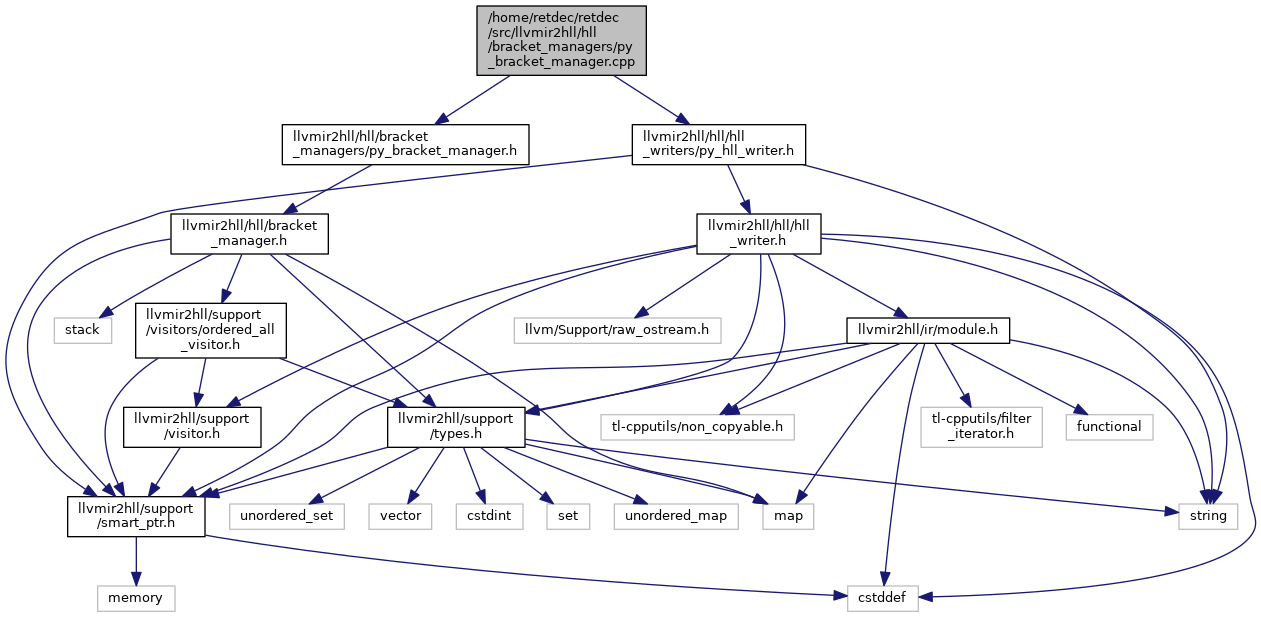 /home/retdec/retdec
/src/llvmir2hll/hll
/bracket_managers/py
_bracket_manager.cpp
llvmir2hll/hll/bracket
_managers/py_bracket_manager.h
llvmir2hll/hll/hll
_writers/py_hll_writer.h
llvmir2hll/hll/bracket
_manager.h
llvmir2hll/hll/hll
_writer.h
stack
llvmir2hll/support
/visitors/ordered_all
_visitor.h
llvm/Support/raw_ostream.h
llvmir2hll/ir/module.h
llvmir2hll/support
/visitor.h
llvmir2hll/support
/types.h
tl-cpputils/non_copyable.h
tl-cpputils/filter
_iterator.h
functional
llvmir2hll/support
/smart_ptr.h
unordered_set
vector
cstdint
set
unordered_map
map
string
memory
cstddef